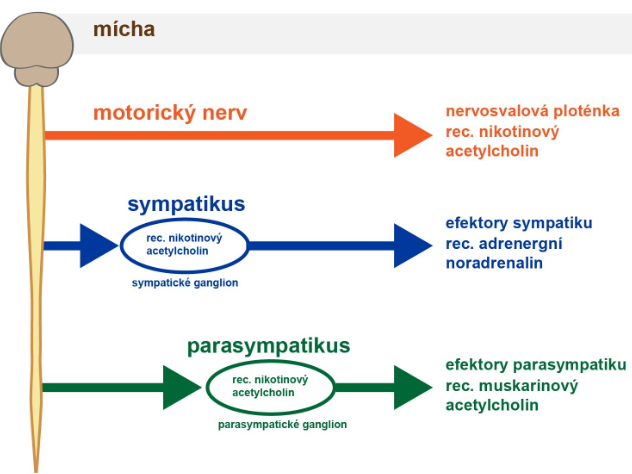 mícha
motorický nerv
nervosvalová ploténka
rec. nikotinový
acetylcholin
sympatikus
rec. nikotinový
acetylcholin
sympatické ganglion
efektory sympatiku
rec. adrenergní
noradrenalin
parasympatikus
rec. nikotinový
acetylcholin
parasympatické ganglion
efektory parasympatiku
rec. muskarinový
acetylcholin